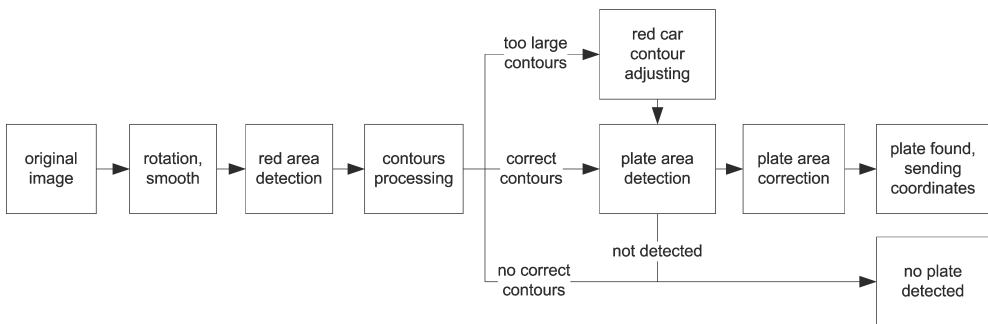 original
image
rotation,
smooth
red area
detection
contours
processing
too large
contours
red car
contour
adjusting
correct
contours
plate area
detection
plate area
correction
plate found,
sending
coordinates
not detected
no correct
contours
no plate
detected